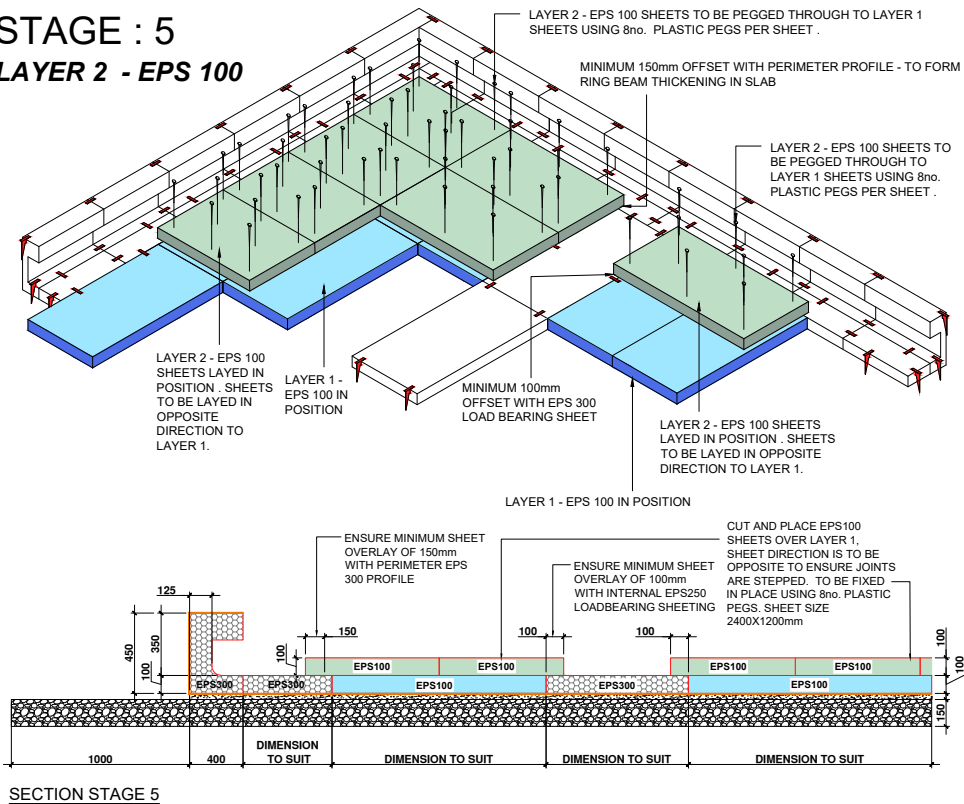 STAGE : 5
LAYER 2 - EPS 100
LAYER 2 - EPS 100 SHEETS TO BE PEGGED THROUGH TO LAYER 1
SHEETS USING 8no. PLASTIC PEGS PER SHEET .
MINIMUM 150mm OFFSET WITH PERIMETER PROFILE - TO FORM
RING BEAM THICKENING IN SLAB
LAYER 2 - EPS 100 SHEETS TO
BE PEGGED THROUGH TO
LAYER 1 SHEETS USING 8no.
PLASTIC PEGS PER SHEET .
LAYER 2 - EPS 100
SHEETS LAYED IN
POSITION . SHEETS
TO BE LAYED IN
OPPOSITE
DIRECTION TO
LAYER 1.
LAYER 1 -
EPS 100 IN
POSITION
MINIMUM 100mm
OFFSET WITH EPS 300
LOAD BEARING SHEET
LAYER 2 - EPS 100 SHEETS
LAYED IN POSITION . SHEETS
TO BE LAYED IN OPPOSITE
DIRECTION TO LAYER 1.
LAYER 1 - EPS 100 IN POSITION
ENSURE MINIMUM SHEET
OVERLAY OF 150mm
WITH PERIMETER EPS
300 PROFILE
ENSURE MINIMUM SHEET
OVERLAY OF 100mm
WITH INTERNAL EPS250
LOADBEARING SHEETING
CUT AND PLACE EPS100
SHEETS OVER LAYER 1,
SHEET DIRECTION IS TO BE
OPPOSITE TO ENSURE JOINTS
ARE STEPPED. TO BE FIXED
IN PLACE USING 8no. PLASTIC
PEGS. SHEET SIZE
2400X1200mm
125
450
350
100
100
150
100
100
100
100
150
EPS100
EPS100
EPS100
EPS100
EPS300
EPS300
EPS100
EPS300
EPS100
1000
400
DIMENSION
TO SUIT
DIMENSION TO SUIT
DIMENSION TO SUIT
DIMENSION TO SUIT
SECTION STAGE 5